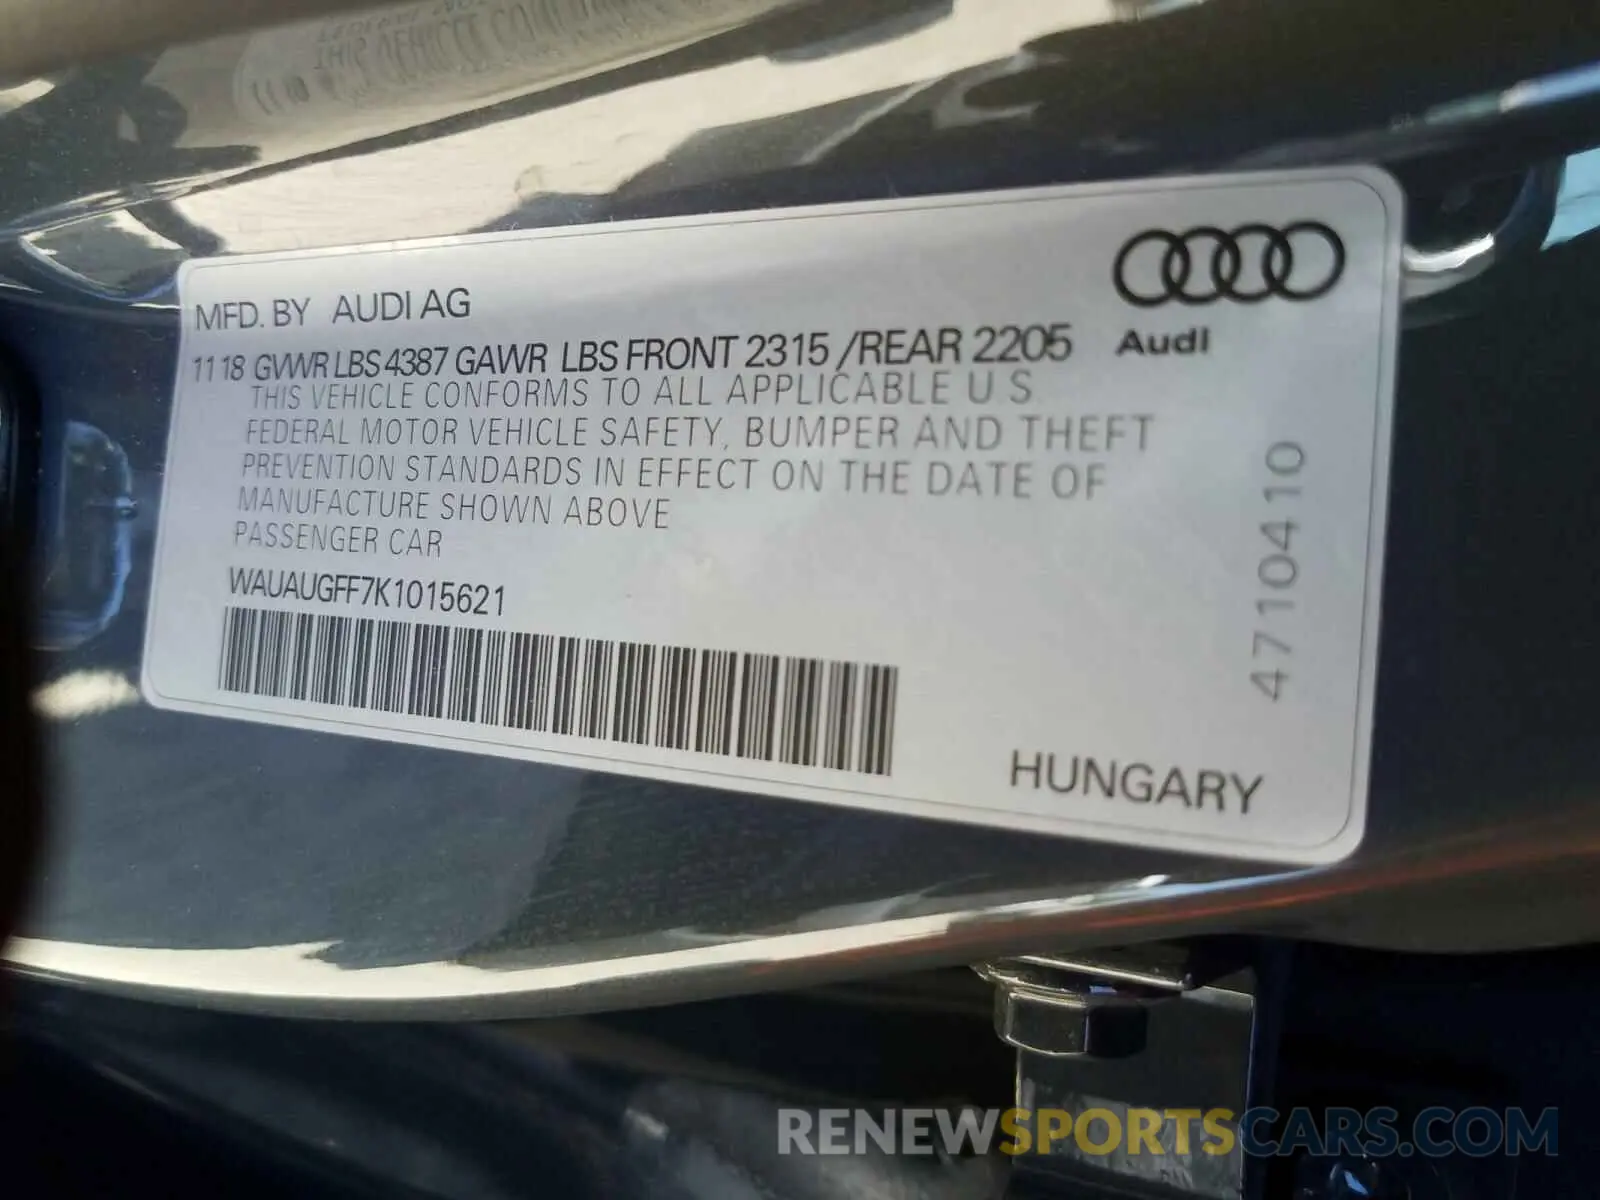 MFD. BY AUDI AG
Audi
11 18 GVWR LBS 4387 GAWR LBS FRONT 2315 /REAR 2205
THIS VEHICLE CONFORMS TO ALL APPLICABLE U S
FEDERAL MOTOR VEHICLE SAFETY, BUMPER AND THEFT
PREVENTION STANDARDS IN EFFECT ON THE DATE OF
MANUFACTURE SHOWN ABOVE
PASSENGER CAR
WAUAUGFF7K1015621
4710410
HUNGARY
RENEWSPORTSCARS.COM